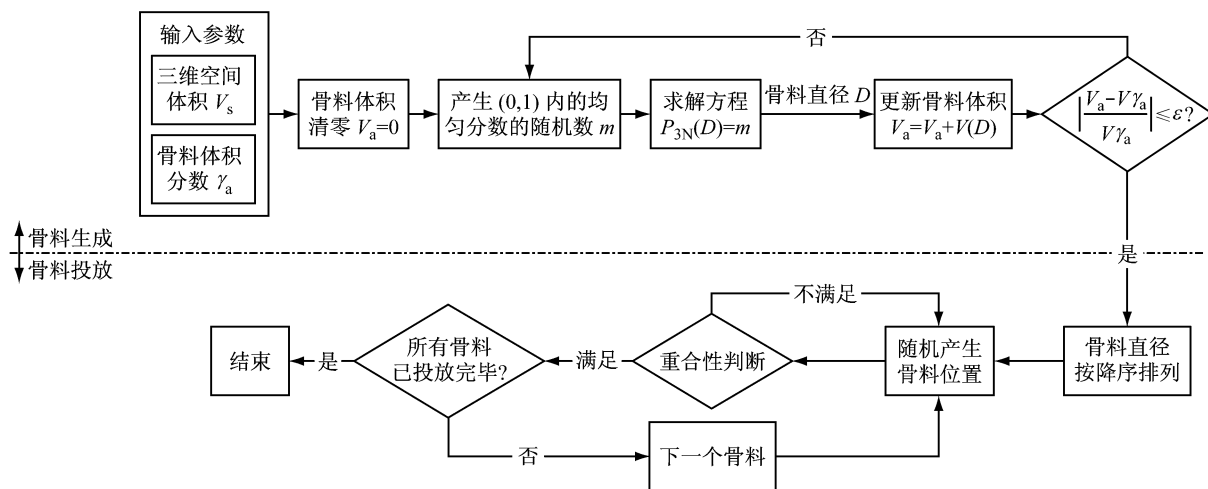 输入参数
三维空间
体积 Vs
骨料体积
分数 γa
骨料体积
清零 Va=0
产生 (0,1) 内的均
匀分数的随机数 m
求解方程
P3N(D)=m
骨料直径 D
更新骨料体积
Va=Va+V(D)
|(Va−Vγa)/(Vγa)|≤ε?
否
是
骨料生成
骨料投放
骨料直径
按降序排列
随机产生
骨料位置
不满足
重合性判断
满足
所有骨料
已投放完毕?
是
结束
否
下一个骨料